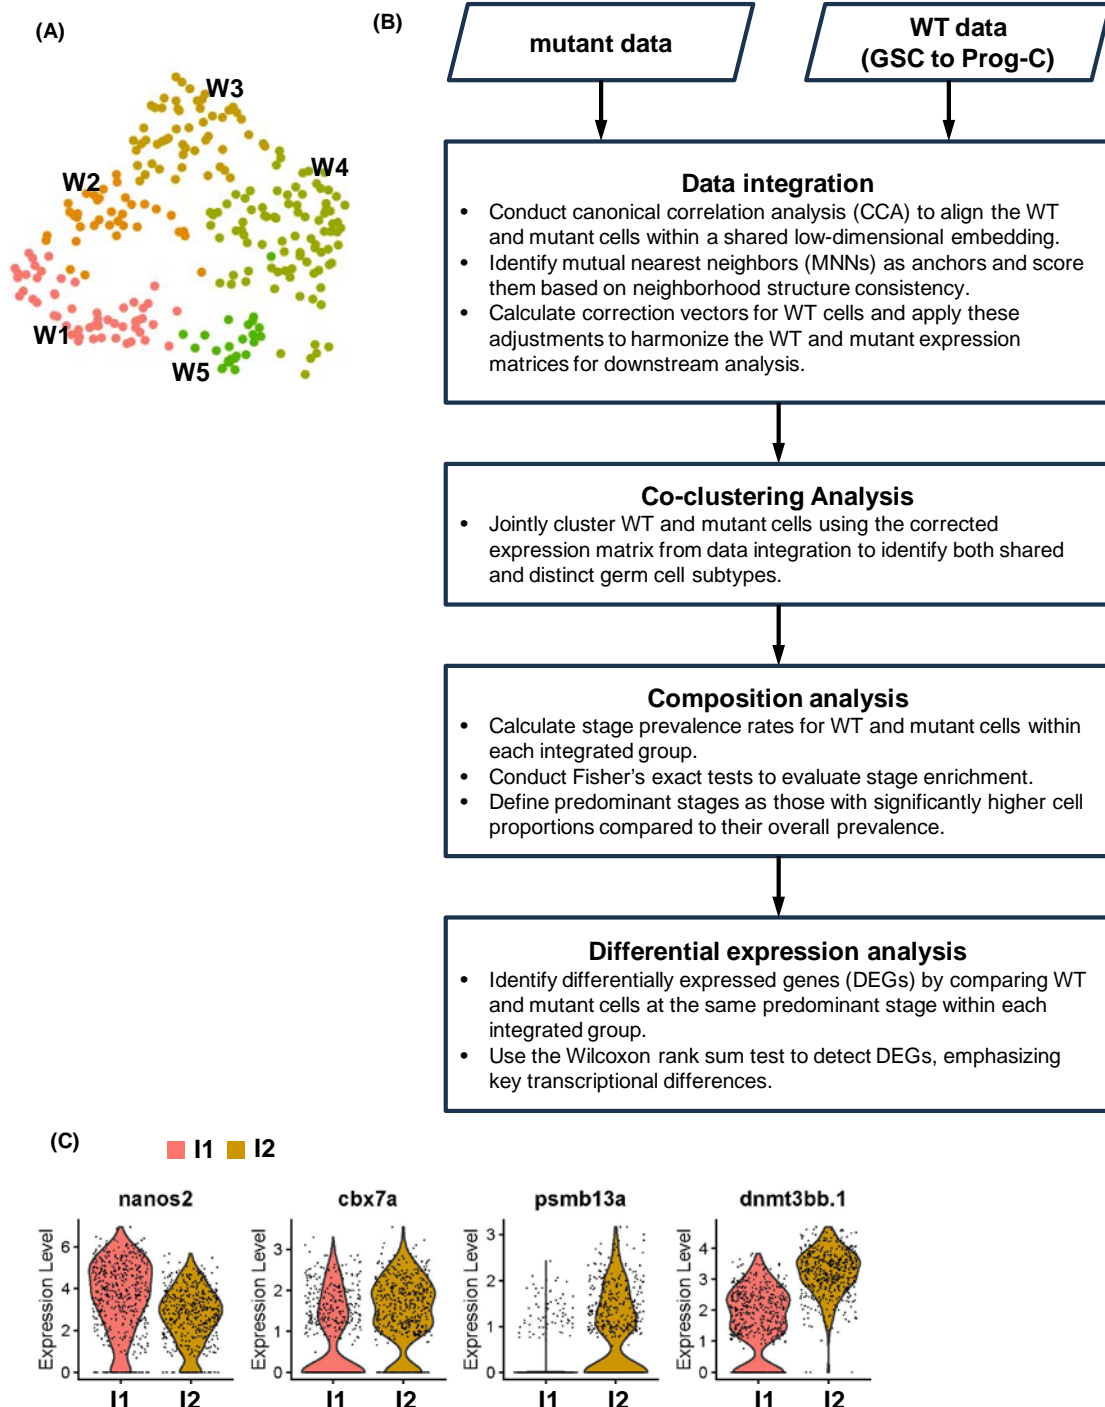 (A)
W3
W4
W2
W1
W5
(B)
mutant data
WT data
(GSC to Prog-C)
Data integration
• Conduct canonical correlation analysis (CCA) to align the WT
and mutant cells within a shared low-dimensional embedding.
• Identify mutual nearest neighbors (MNNs) as anchors and score
them based on neighborhood structure consistency.
• Calculate correction vectors for WT cells and apply these
adjustments to harmonize the WT and mutant expression
matrices for downstream analysis.
Co-clustering Analysis
• Jointly cluster WT and mutant cells using the corrected
expression matrix from data integration to identify both shared
and distinct germ cell subtypes.
Composition analysis
• Calculate stage prevalence rates for WT and mutant cells within
each integrated group.
• Conduct Fisher’s exact tests to evaluate stage enrichment.
• Define predominant stages as those with significantly higher cell
proportions compared to their overall prevalence.
Differential expression analysis
• Identify differentially expressed genes (DEGs) by comparing WT
and mutant cells at the same predominant stage within each
integrated group.
• Use the Wilcoxon rank sum test to detect DEGs, emphasizing
key transcriptional differences.
(C)
I1 I2
nanos2
Expression Level
6
4
2
0
I1 I2
cbx7a
Expression Level
3
2
1
0
I1 I2
psmb13a
Expression Level
3
2
1
0
I1 I2
dnmt3bb.1
Expression Level
4
3
2
1
0
I1 I2